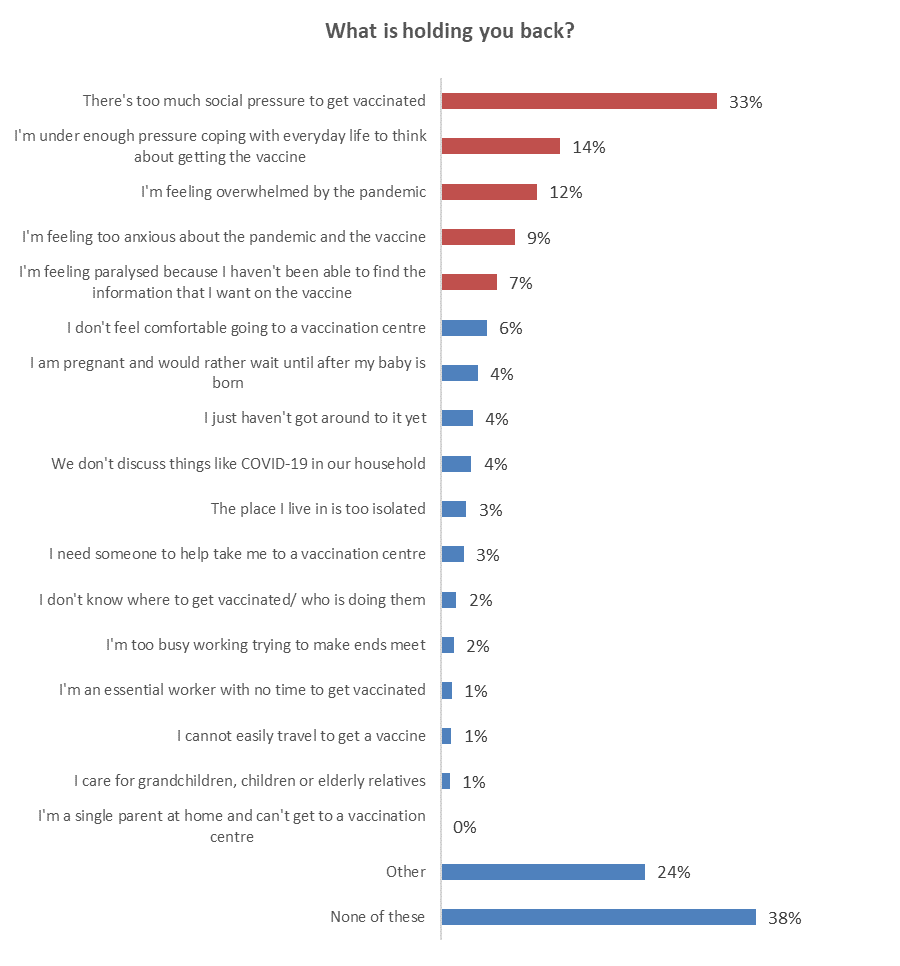 What is holding you back?
There's too much social pressure to get vaccinated
33%
I'm under enough pressure coping with everyday life to think
about getting the vaccine
14%
I'm feeling overwhelmed by the pandemic
12%
I'm feeling too anxious about the pandemic and the vaccine
9%
I'm feeling paralysed because I haven't been able to find the
information that I want on the vaccine
7%
I don't feel comfortable going to a vaccination centre
6%
I am pregnant and would rather wait until after my baby is
born
4%
I just haven't got around to it yet
4%
We don't discuss things like COVID-19 in our household
4%
The place I live in is too isolated
3%
I need someone to help take me to a vaccination centre
3%
I don't know where to get vaccinated/ who is doing them
2%
I'm too busy working trying to make ends meet
2%
I'm an essential worker with no time to get vaccinated
1%
I cannot easily travel to get a vaccine
1%
I care for grandchildren, children or elderly relatives
1%
I'm a single parent at home and can't get to a vaccination
centre
0%
Other
24%
None of these
38%